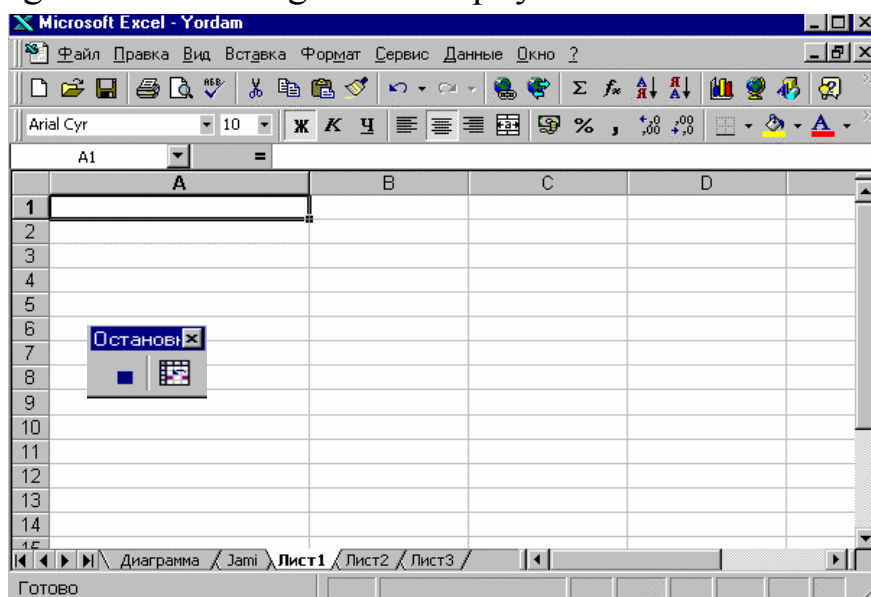 Microsoft Excel - Yordam
Файл Правка Вид Вставка Формат Сервис Данные Окно ?
Arial Cyr 10 Ж К Ч % ,
A1 =
A B C D
1
2
3
4
5
6
Остановк
7
8
9
10
11
12
13
14
15
Диаграмма Jami Лист1 Лист2 Лист3
Готово